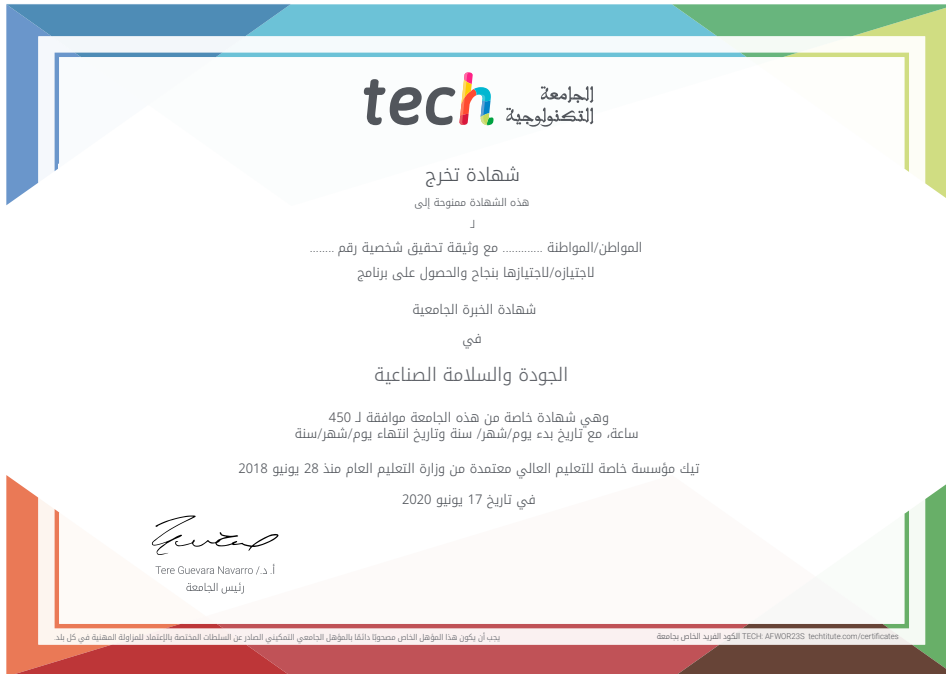 tech الجامعة
التكنولوجية
شهادة تخرج
هذه الشهادة ممنوحة إلى
لـ
المواطن/المواطنة ............. مع وثيقة تحقيق شخصية رقم ........
لاجتيازه/لاجتيازها بنجاح والحصول على برنامج
شهادة الخبرة الجامعية
في
الجودة والسلامة الصناعية
وهي شهادة خاصة من هذه الجامعة موافقة لـ 450
ساعة، مع تاريخ بدء يوم/شهر/ سنة وتاريخ انتهاء يوم/شهر/سنة
تيك مؤسسة خاصة للتعليم العالي معتمدة من وزارة التعليم العام منذ 28 يونيو 2018
في تاريخ 17 يونيو 2020
أ. د./ Tere Guevara Navarro
رئيس الجامعة
يجب أن يكون هذا المؤهل الخاص مصحوبًا دائمًا بالمؤهل الجامعي التمكيني الصادر عن السلطات المختصة بالإعتماد للمزاولة المهنية في كل بلد.
الكود الفريد الخاص بجامعة TECH: AFWOR23S techtitute.com/certificates